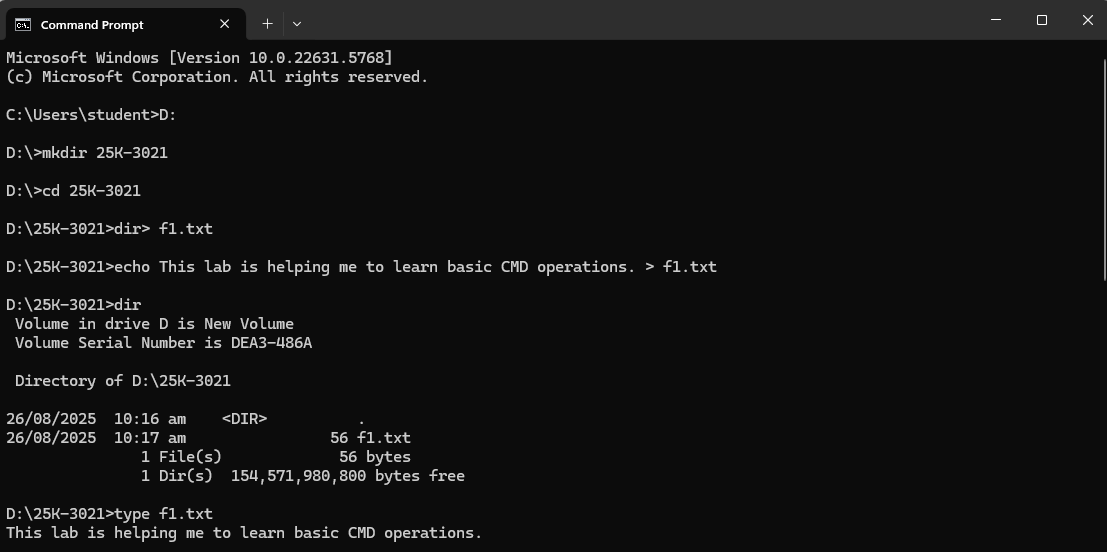 Command Prompt
Microsoft Windows [Version 10.0.22631.5768]
(c) Microsoft Corporation. All rights reserved.
C:\Users\student>D:
D:\>mkdir 25K-3021
D:\>cd 25K-3021
D:\25K-3021>dir> f1.txt
D:\25K-3021>echo This lab is helping me to learn basic CMD operations. > f1.txt
D:\25K-3021>dir
 Volume in drive D is New Volume
 Volume Serial Number is DEA3-486A
 Directory of D:\25K-3021
26/08/2025  10:16 am    <DIR>          .
26/08/2025  10:17 am                56 f1.txt
               1 File(s)             56 bytes
               1 Dir(s)  154,571,980,800 bytes free
D:\25K-3021>type f1.txt
This lab is helping me to learn basic CMD operations.